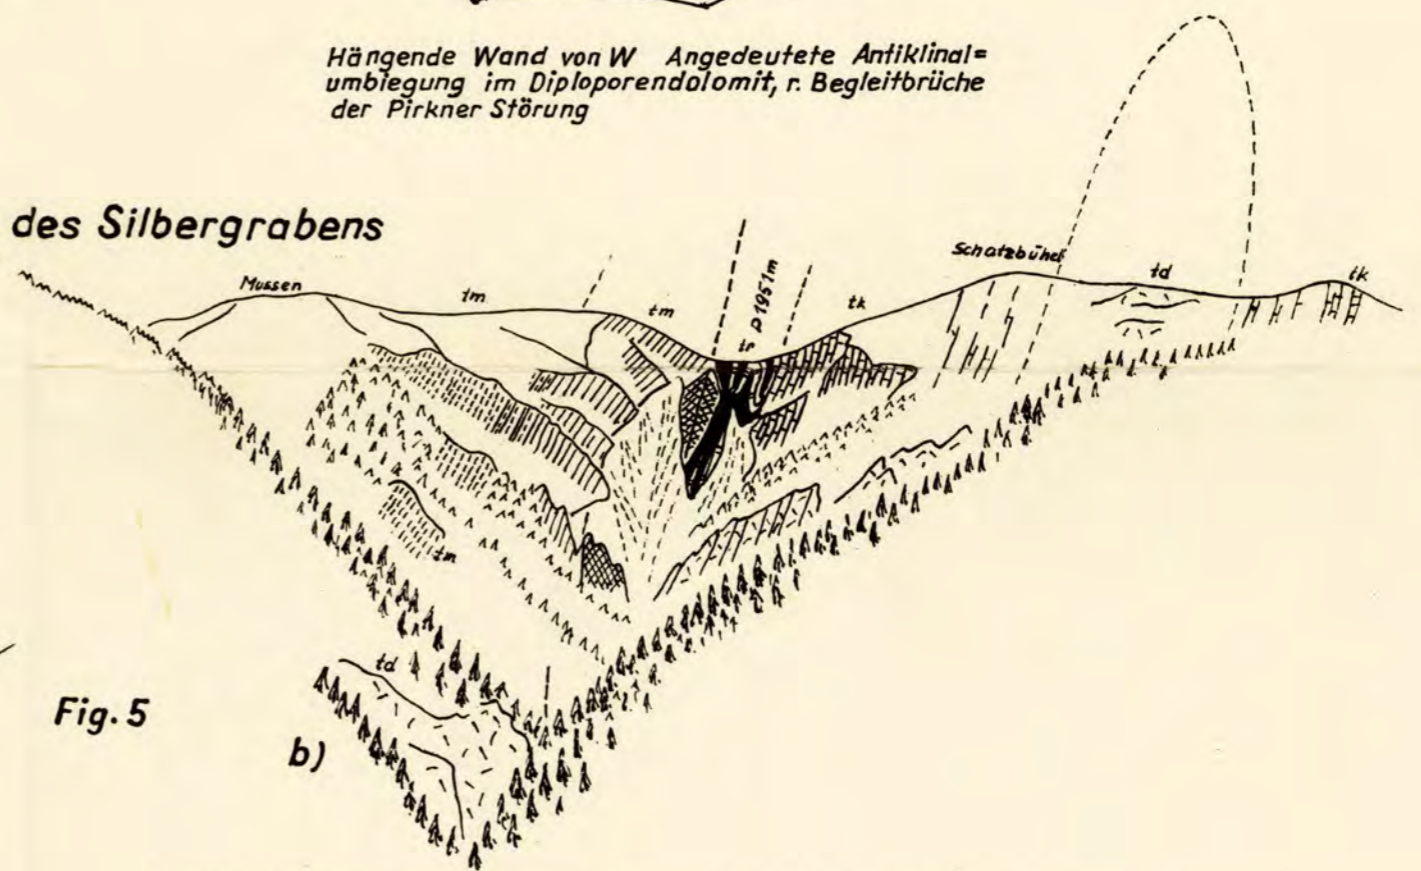 Hängende Wand von W Angedeutete Antiklinal=
umbiegung im Diploporendolomit, r. Begleitbrüche
der Pirkner Störung
des Silbergrabens
Schatzbühel
td
tk
Mussen
tm
tm
tr
P 1951m
tk
tm
td
Fig. 5
b)